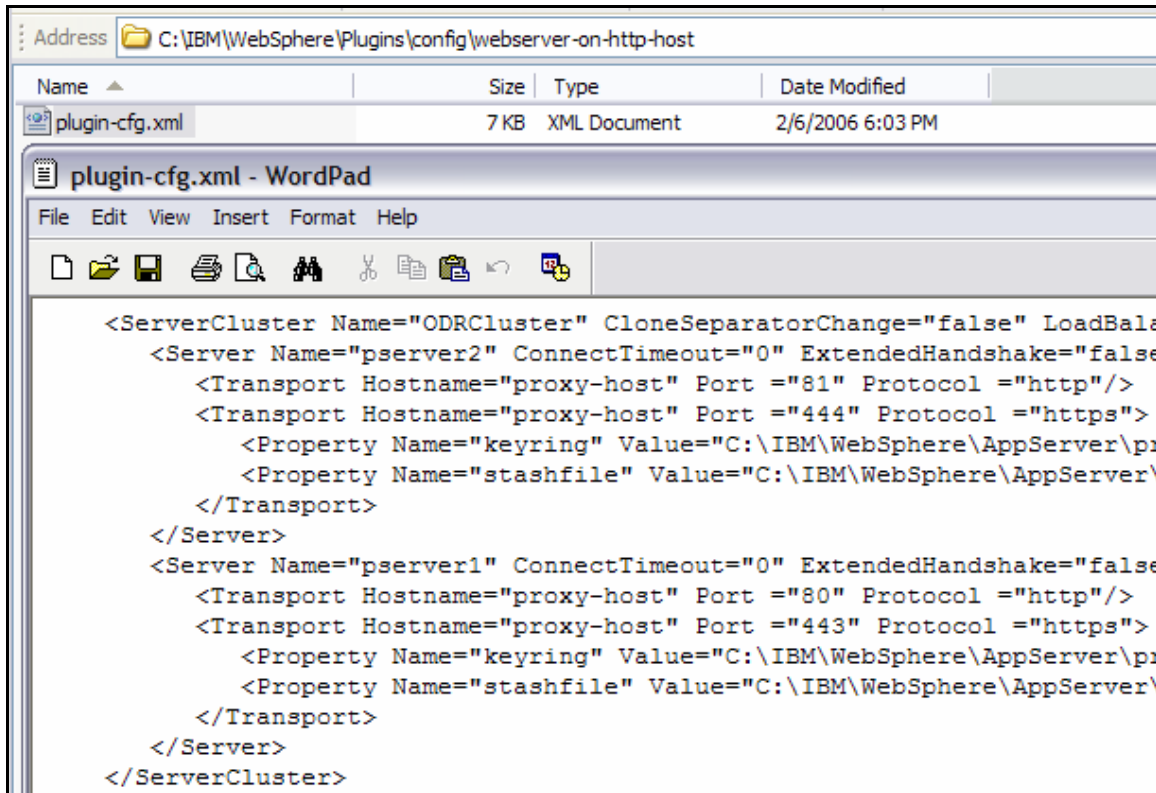 Address C:\IBM\WebSphere\Plugins\config\webserver-on-http-host
Name Size Type Date Modified
plugin-cfg.xml 7 KB XML Document 2/6/2006 6:03 PM
plugin-cfg.xml - WordPad
File Edit View Insert Format Help
<ServerCluster Name="ODRCluster" CloneSeparatorChange="false" LoadBala
<Server Name="pserver2" ConnectTimeout="0" ExtendedHandshake="false
<Transport Hostname="proxy-host" Port ="81" Protocol ="http"/>
<Transport Hostname="proxy-host" Port ="444" Protocol ="https">
<Property Name="keyring" Value="C:\IBM\WebSphere\AppServer\pr
<Property Name="stashfile" Value="C:\IBM\WebSphere\AppServer\
</Transport>
</Server>
<Server Name="pserver1" ConnectTimeout="0" ExtendedHandshake="false
<Transport Hostname="proxy-host" Port ="80" Protocol ="http"/>
<Transport Hostname="proxy-host" Port ="443" Protocol ="https">
<Property Name="keyring" Value="C:\IBM\WebSphere\AppServer\pr
<Property Name="stashfile" Value="C:\IBM\WebSphere\AppServer\
</Transport>
</Server>
</ServerCluster>